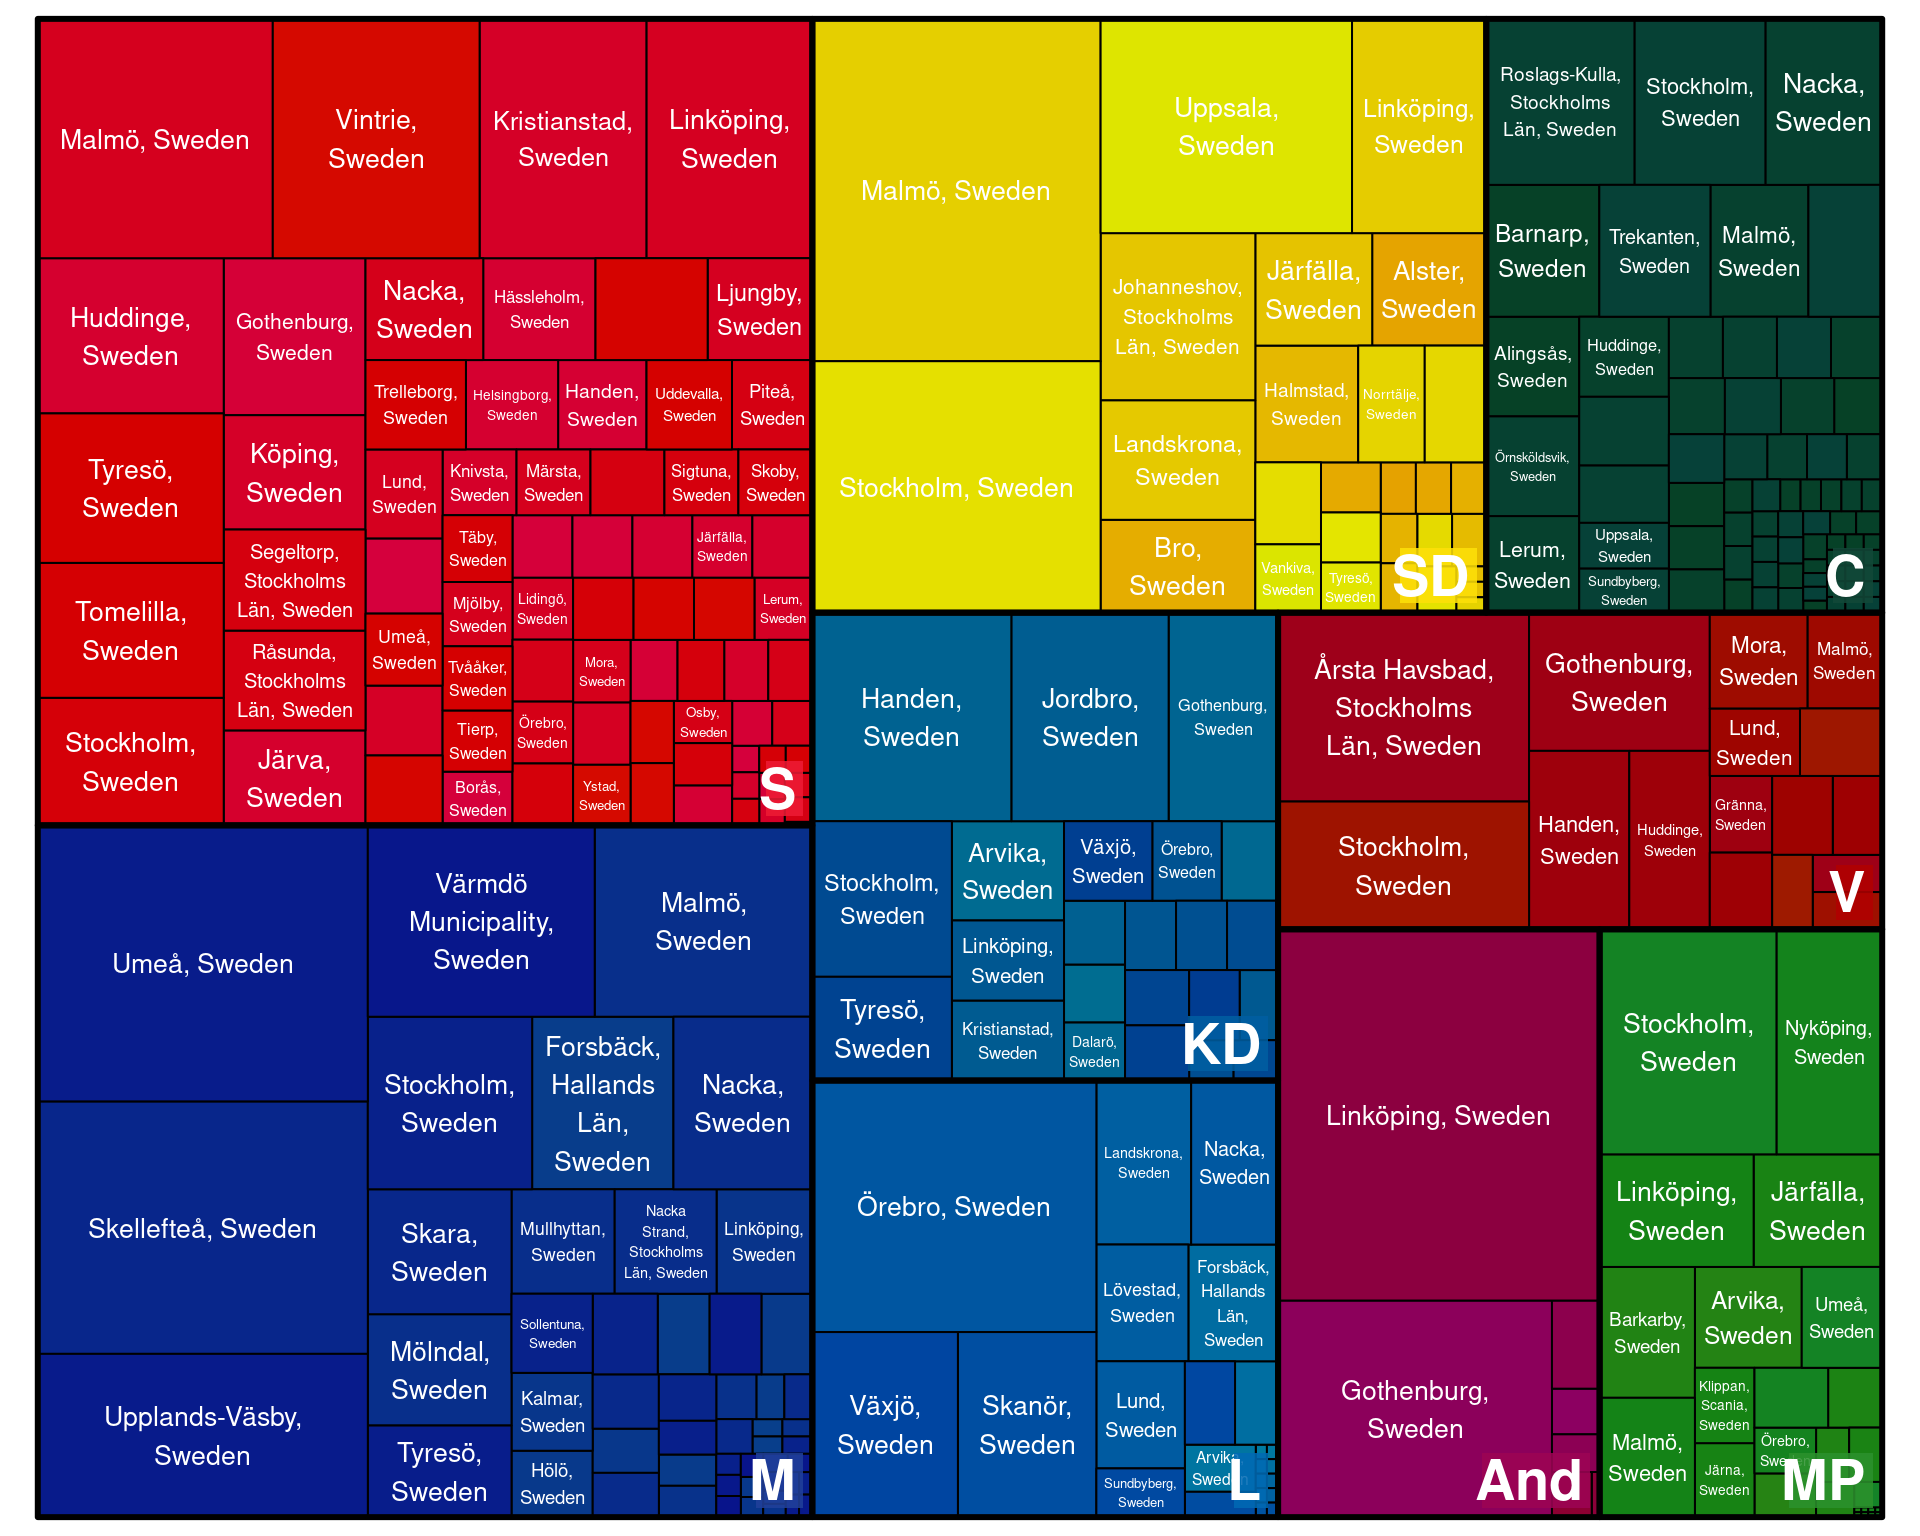 Malmö, Sweden
Vintrie,
Sweden
Kristianstad,
Sweden
Linköping,
Sweden
Huddinge,
Sweden
Gothenburg,
Sweden
Nacka,
Sweden
Hässleholm,
Sweden
Ljungby,
Sweden
Trelleborg,
Sweden
Helsingborg,
Sweden
Handen,
Sweden
Uddevalla,
Sweden
Piteå,
Sweden
Tyresö,
Sweden
Köping,
Sweden
Lund,
Sweden
Knivsta,
Sweden
Märsta,
Sweden
Sigtuna,
Sweden
Skoby,
Sweden
Segeltorp,
Stockholms
Län, Sweden
Täby,
Sweden
Järfälla,
Sweden
Tomelilla,
Sweden
Råsunda,
Stockholms
Län, Sweden
Umeå,
Sweden
Mjölby,
Sweden
Lidingö,
Sweden
Lerum,
Sweden
Tvååker,
Sweden
Mora,
Sweden
Stockholm,
Sweden
Järva,
Sweden
Tierp,
Sweden
Örebro,
Sweden
Osby,
Sweden
Borås,
Sweden
Ystad,
Sweden
S
Malmö, Sweden
Uppsala,
Sweden
Linköping,
Sweden
Johanneshov,
Stockholms
Län, Sweden
Järfälla,
Sweden
Alster,
Sweden
Stockholm, Sweden
Landskrona,
Sweden
Halmstad,
Sweden
Norrtälje,
Sweden
Bro,
Sweden
Vankiva,
Sweden
Tyresö,
Sweden
SD
Roslags-Kulla,
Stockholms
Län, Sweden
Stockholm,
Sweden
Nacka,
Sweden
Barnarp,
Sweden
Trekanten,
Sweden
Malmö,
Sweden
Alingsås,
Sweden
Huddinge,
Sweden
Örnsköldsvik,
Sweden
Lerum,
Sweden
Uppsala,
Sweden
Sundbyberg,
Sweden
C
Umeå, Sweden
Värmdö
Municipality,
Sweden
Malmö,
Sweden
Stockholm,
Sweden
Forsbäck,
Hallands
Län,
Sweden
Nacka,
Sweden
Skellefteå, Sweden
Skara,
Sweden
Mullhyttan,
Sweden
Nacka
Strand,
Stockholms
Län, Sweden
Linköping,
Sweden
Mölndal,
Sweden
Sollentuna,
Sweden
Upplands-Väsby,
Sweden
Kalmar,
Sweden
Tyresö,
Sweden
Hölö,
Sweden
M
Handen,
Sweden
Jordbro,
Sweden
Gothenburg,
Sweden
Stockholm,
Sweden
Arvika,
Sweden
Växjö,
Sweden
Örebro,
Sweden
Linköping,
Sweden
Tyresö,
Sweden
Kristianstad,
Sweden
Dalarö,
Sweden
KD
Örebro, Sweden
Landskrona,
Sweden
Nacka,
Sweden
Lövestad,
Sweden
Forsbäck,
Hallands
Län,
Sweden
Växjö,
Sweden
Skanör,
Sweden
Lund,
Sweden
Arvika,
Sweden
Sundbyberg,
Sweden
L
Årsta Havsbad,
Stockholms
Län, Sweden
Gothenburg,
Sweden
Mora,
Sweden
Malmö,
Sweden
Lund,
Sweden
Stockholm,
Sweden
Handen,
Sweden
Huddinge,
Sweden
Gränna,
Sweden
V
Linköping, Sweden
Gothenburg,
Sweden
And
Stockholm,
Sweden
Nyköping,
Sweden
Linköping,
Sweden
Järfälla,
Sweden
Barkarby,
Sweden
Arvika,
Sweden
Umeå,
Sweden
Klippan,
Scania,
Sweden
Malmö,
Sweden
Järna,
Sweden
Örebro,
Sweden
MP